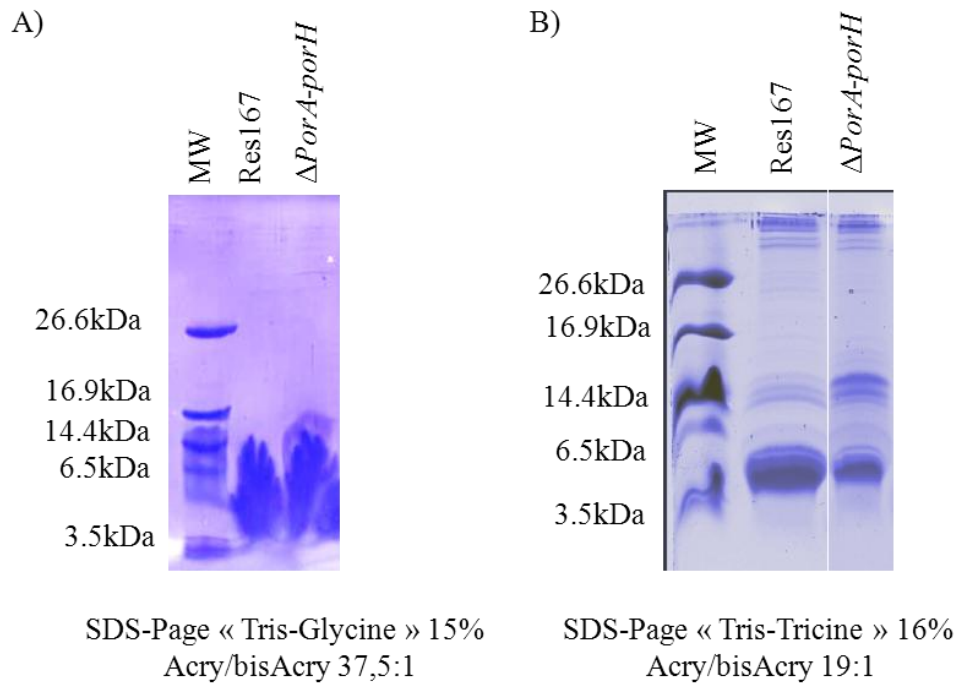 A)
MW
Res167
ΔPorA-porH
26.6kDa
16.9kDa
14.4kDa
6.5kDa
3.5kDa
SDS-Page « Tris-Glycine » 15%
Acry/bisAcry 37,5:1
B)
MW
Res167
ΔPorA-porH
26.6kDa
16.9kDa
14.4kDa
6.5kDa
3.5kDa
SDS-Page « Tris-Tricine » 16%
Acry/bisAcry 19:1